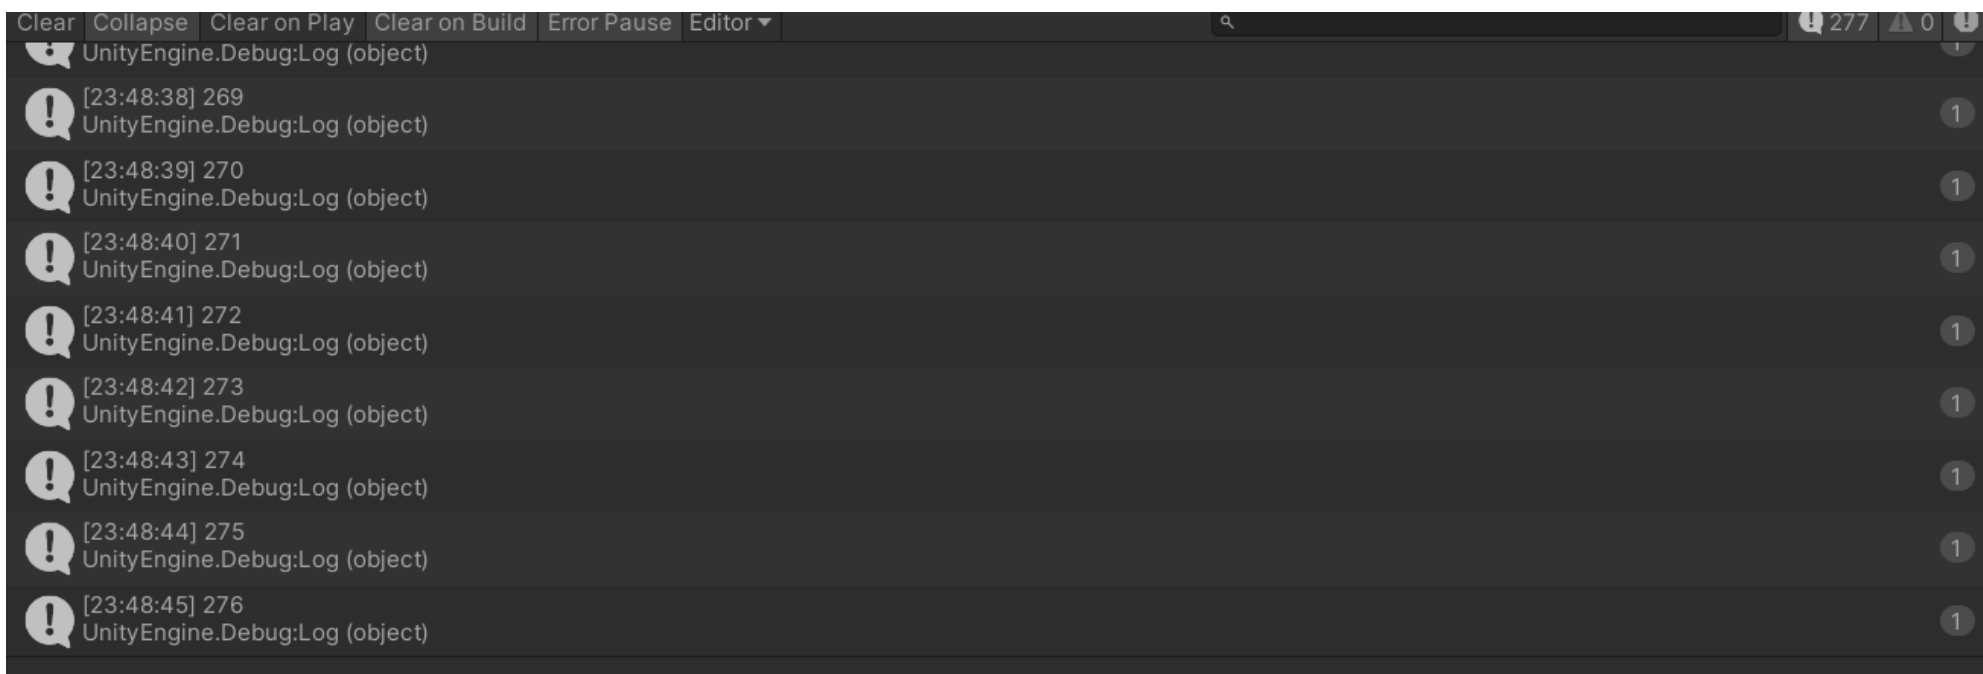 Clear Collapse Clear on Play Clear on Build Error Pause Editor 277 0
UnityEngine.Debug:Log (object) 1
[23:48:38] 269
UnityEngine.Debug:Log (object) 1
[23:48:39] 270
UnityEngine.Debug:Log (object) 1
[23:48:40] 271
UnityEngine.Debug:Log (object) 1
[23:48:41] 272
UnityEngine.Debug:Log (object) 1
[23:48:42] 273
UnityEngine.Debug:Log (object) 1
[23:48:43] 274
UnityEngine.Debug:Log (object) 1
[23:48:44] 275
UnityEngine.Debug:Log (object) 1
[23:48:45] 276
UnityEngine.Debug:Log (object) 1